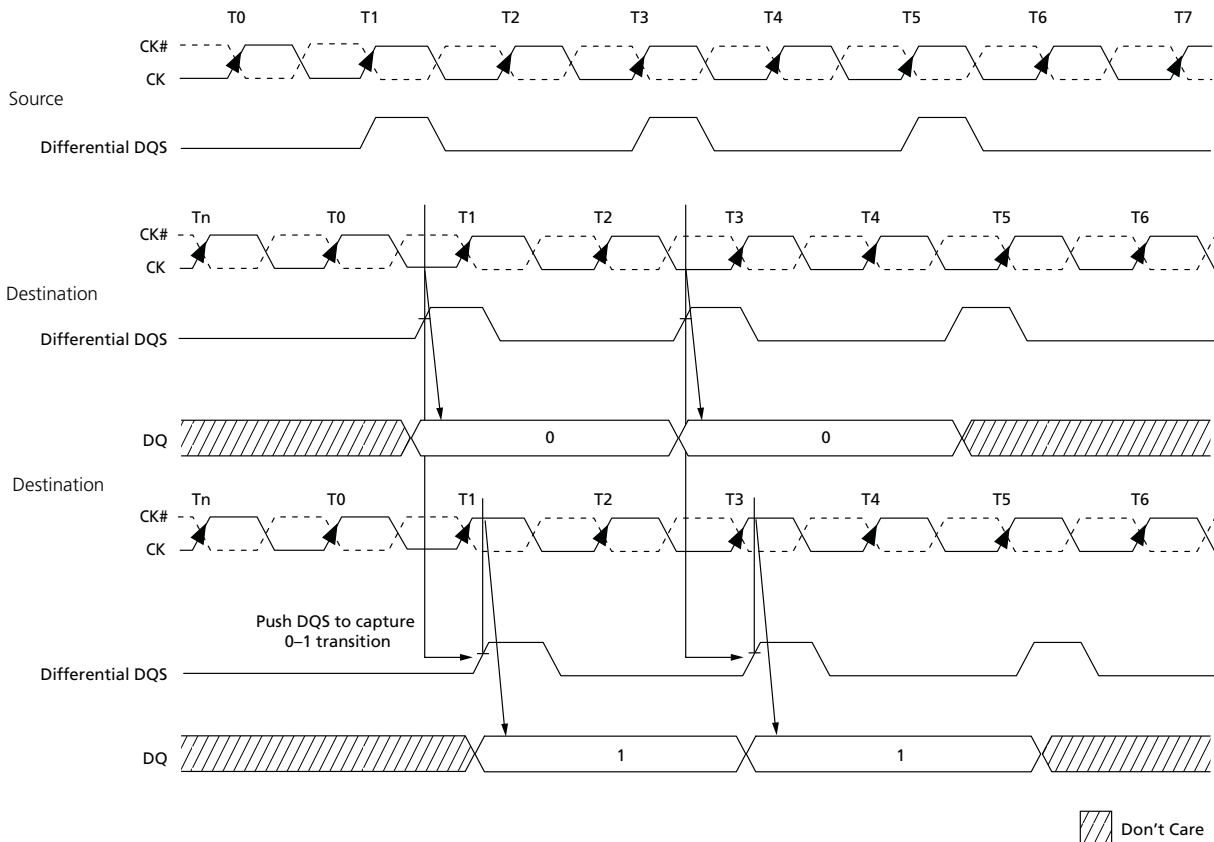 T0 T1 T2 T3 T4 T5 T6 T7
CK#
CK
Source
Differential DQS
Tn T0 T1 T2 T3 T4 T5 T6
CK#
CK
Destination
Differential DQS
DQ 0 0
Destination
Tn T0 T1 T2 T3 T4 T5 T6
CK#
CK
Push DQS to capture
0–1 transition
Differential DQS
DQ 1 1
Don't Care